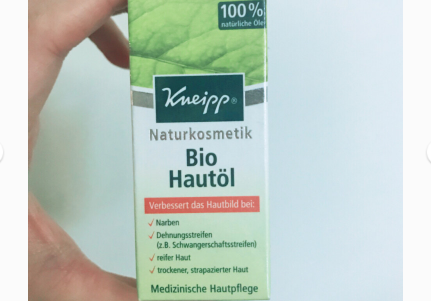 100%
natürliche Öle
Kneipp®
Naturkosmetik
Bio
Hautöl
Verbessert das Hautbild bei:
✓ Narben
✓ Dehnungsstreifen
(z.B. Schwangerschaftsstreifen)
✓ reifer Haut
✓ trockener, strapazierter Haut
Medizinische Hautpflege